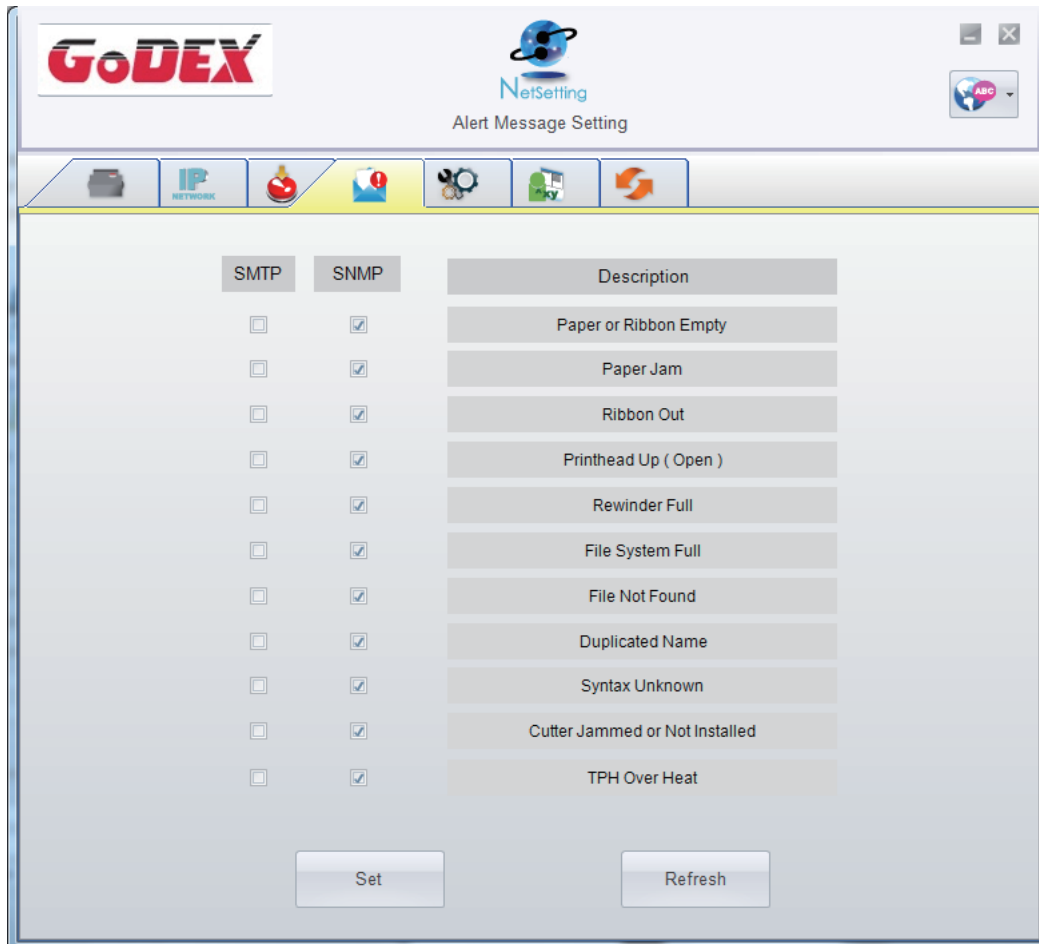 GoDEX
NetSetting
Alert Message Setting
ABC
IP
NETWORK
xy
SMTP SNMP Description
Paper or Ribbon Empty
Paper Jam
Ribbon Out
Printhead Up ( Open )
Rewinder Full
File System Full
File Not Found
Duplicated Name
Syntax Unknown
Cutter Jammed or Not Installed
TPH Over Heat
Set Refresh